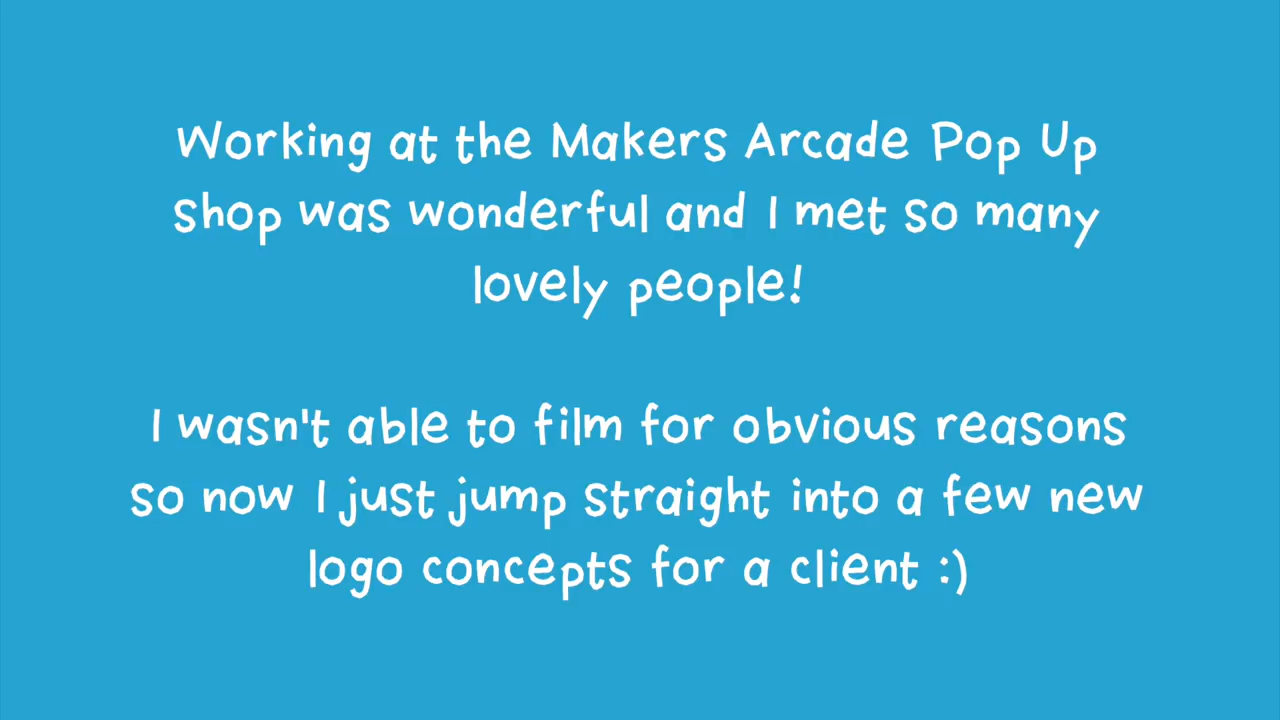 Working at the Makers Arcade Pop Up
shop was wonderful and I met so many
lovely people!
I wasn't able to film for obvious reasons
so now I just jump straight into a few new
logo concepts for a client :)